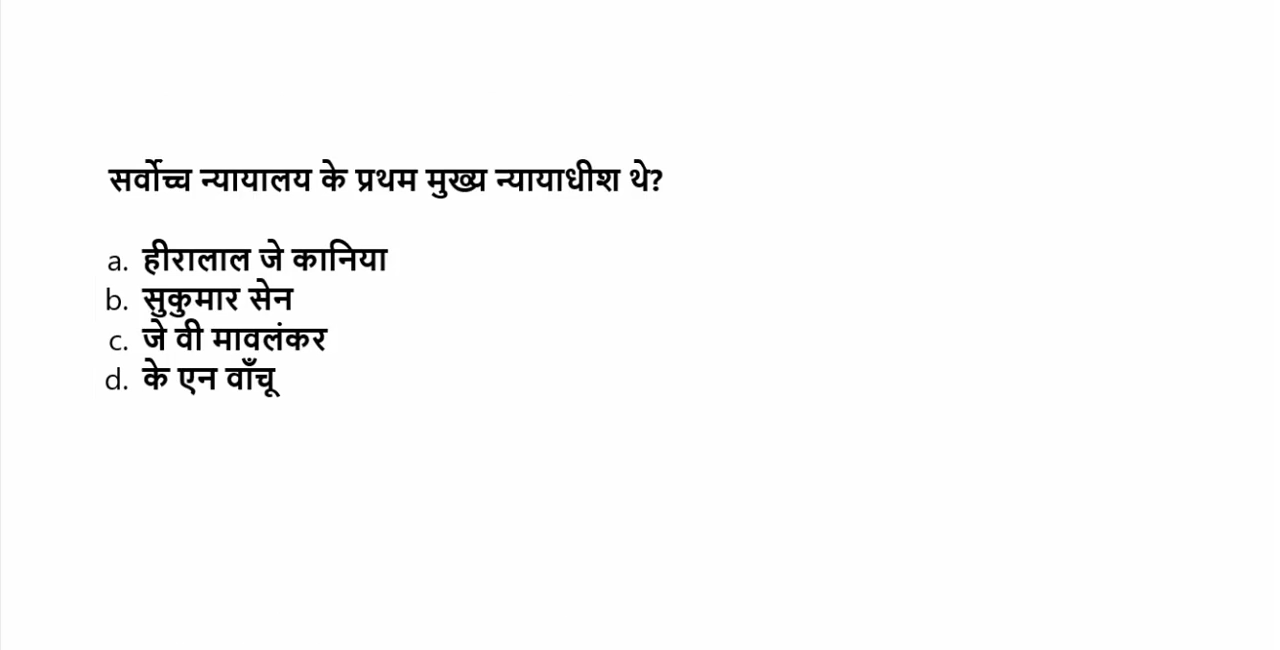 सर्वोच्च न्यायालय के प्रथम मुख्य न्यायाधीश थे?
a. हीरालाल जे कानिया
b. सुकुमार सेन
c. जे वी मावलंकर
d. के एन वाँचू